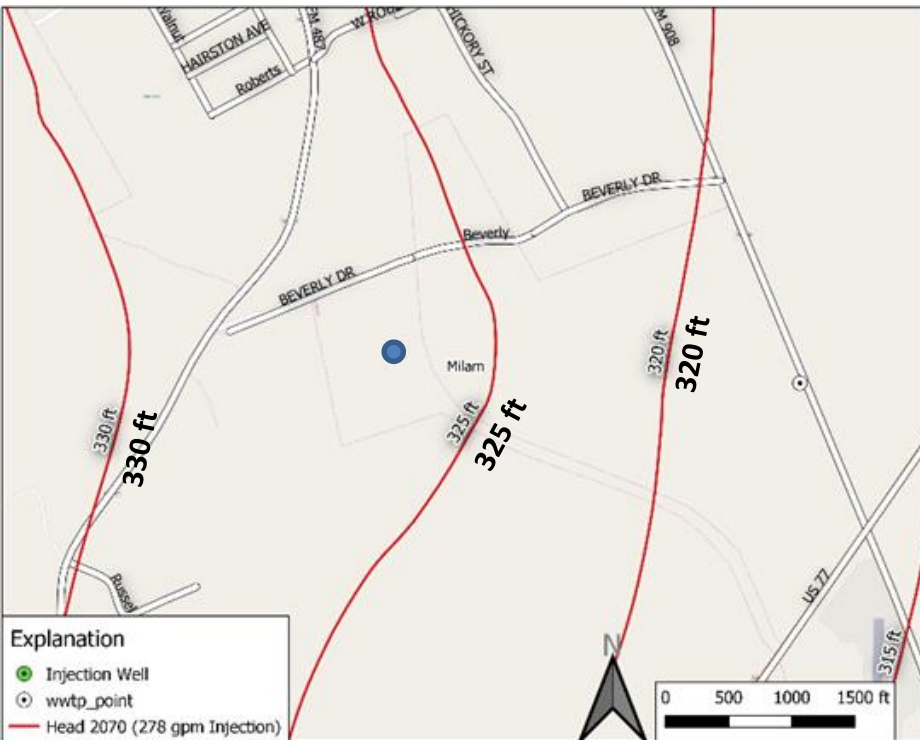 Walnut
HAIRSTON AVE
Roberts
FM 487
HICKORY ST
FM 908
BEVERLY DR
Beverly
BEVERLY DR
Milam
330 ft
330 ft
325 ft
325 ft
320 ft
320 ft
Russel
US 77
315 ft
N
Explanation
Injection Well
wwtp_point
Head 2070 (278 gpm Injection)
0 500 1000 1500 ft